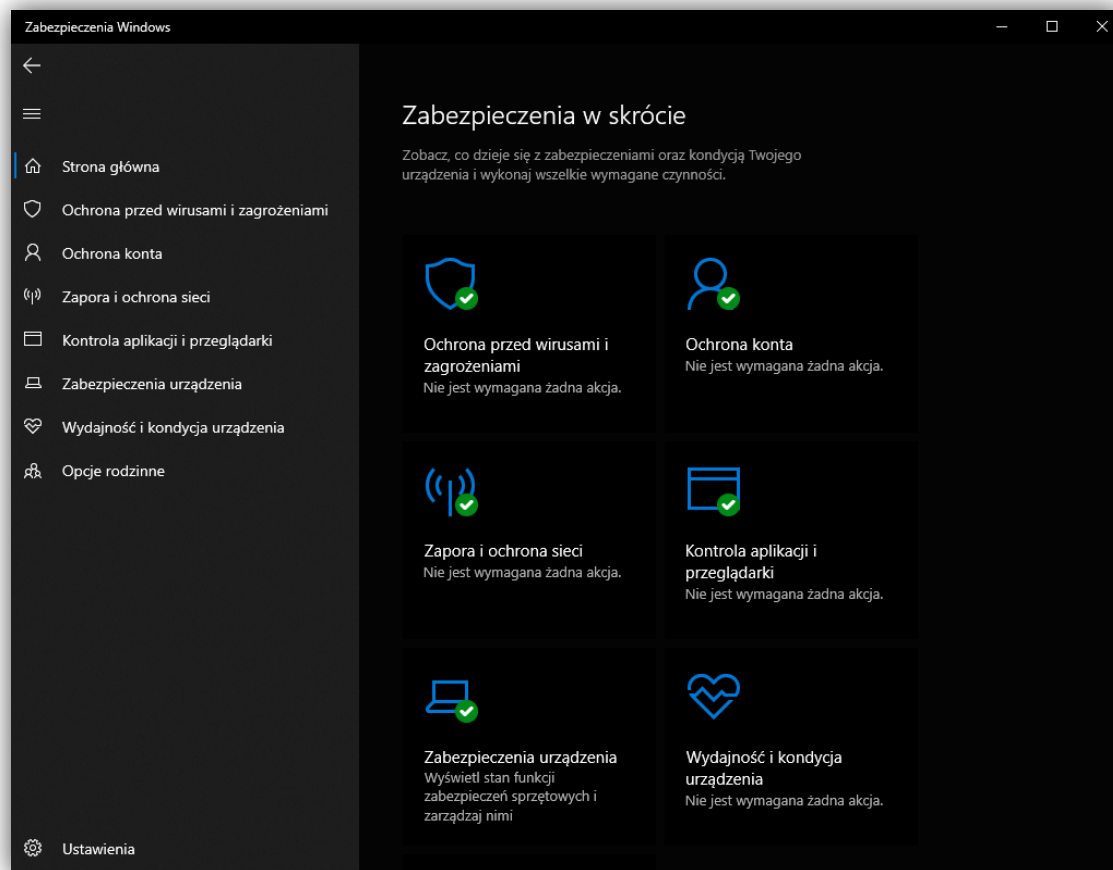 Zabezpieczenia Windows
Strona główna
Ochrona przed wirusami i zagrożeniami
Ochrona konta
Zapora i ochrona sieci
Kontrola aplikacji i przeglądarki
Zabezpieczenia urządzenia
Wydajność i kondycja urządzenia
Opcje rodzinne
Ustawienia
Zabezpieczenia w skrócie
Zobacz, co dzieje się z zabezpieczeniami oraz kondycją Twojego
urządzenia i wykonaj wszelkie wymagane czynności.
Ochrona przed wirusami i
zagrożeniami
Nie jest wymagana żadna akcja.
Ochrona konta
Nie jest wymagana żadna akcja.
Zapora i ochrona sieci
Nie jest wymagana żadna akcja.
Kontrola aplikacji i
przeglądarki
Nie jest wymagana żadna akcja.
Zabezpieczenia urządzenia
Wyświetl stan funkcji
zabezpieczeń sprzętowych i
zarządzaj nimi
Wydajność i kondycja
urządzenia
Nie jest wymagana żadna akcja.